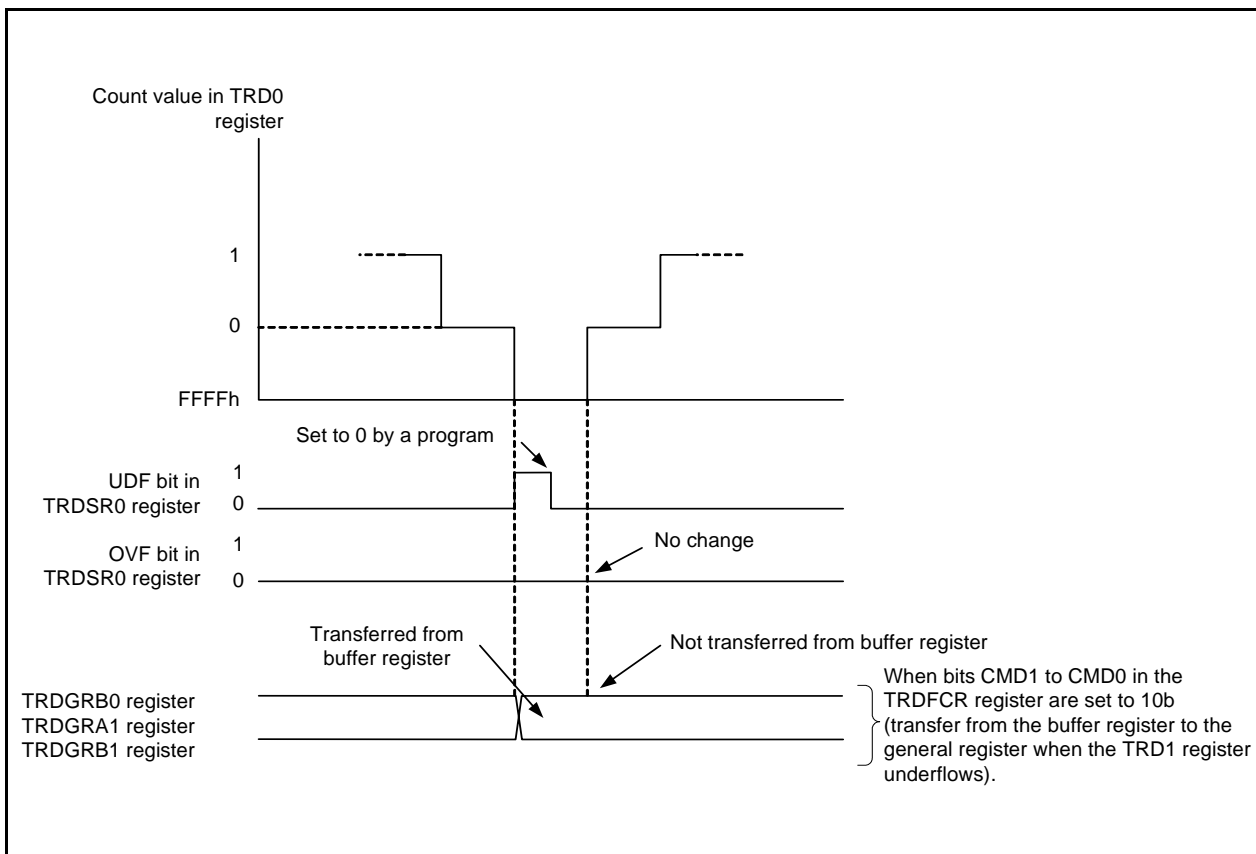 Count value in TRD0
register
1
0
FFFFh
Set to 0 by a program
UDF bit in
TRDSR0 register
1
0
No change
OVF bit in
TRDSR0 register
1
0
Transferred from
buffer register
Not transferred from buffer register
TRDGRB0 register
TRDGRA1 register
TRDGRB1 register
When bits CMD1 to CMD0 in the
TRDFCR register are set to 10b
(transfer from the buffer register to the
general register when the TRD1 register
underflows).